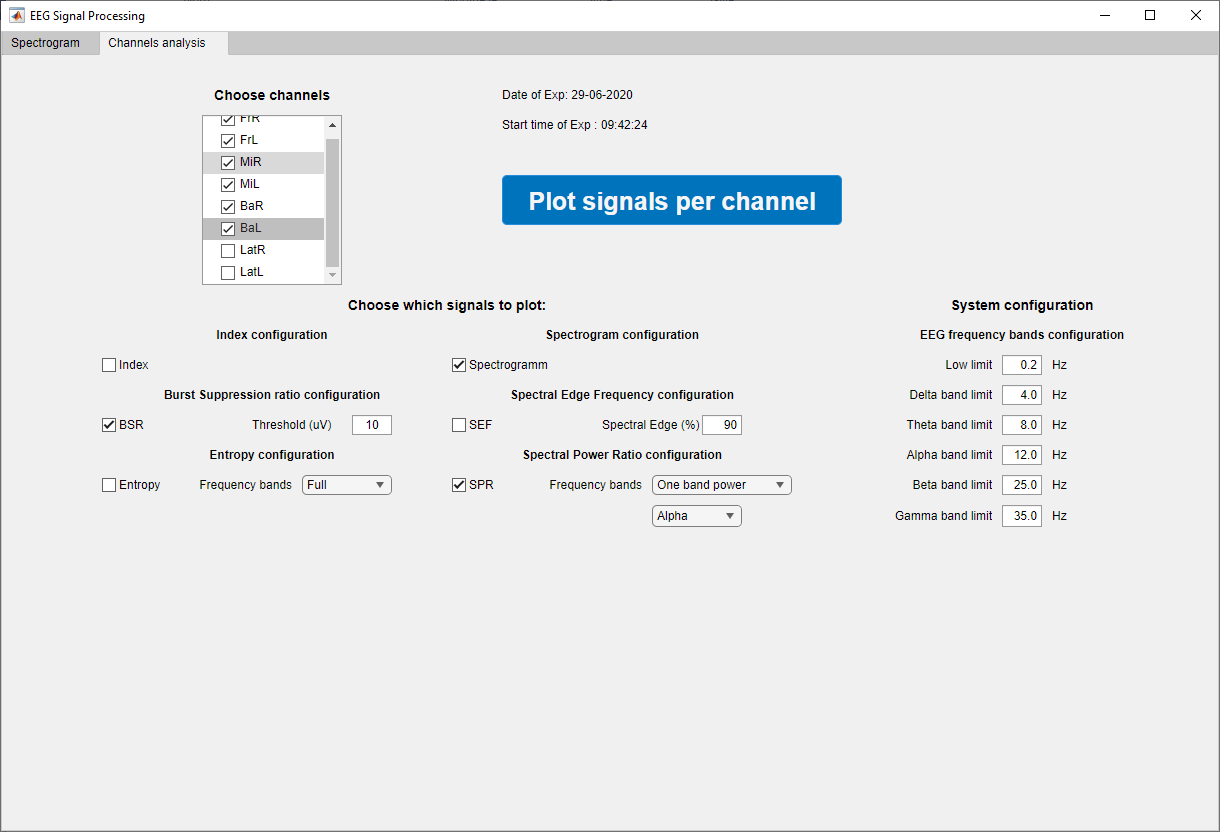 EEG Signal Processing
Spectrogram
Channels analysis
Choose channels
FrR
FrL
MiR
MiL
BaR
BaL
LatR
LatL
Date of Exp: 29-06-2020
Start time of Exp : 09:42:24
Plot signals per channel
Choose which signals to plot:
Index configuration
Index
Burst Suppression ratio configuration
BSR Threshold (uV) 10
Entropy configuration
Entropy Frequency bands Full
Spectrogram configuration
Spectrogramm
Spectral Edge Frequency configuration
SEF Spectral Edge (%) 90
Spectral Power Ratio configuration
SPR Frequency bands One band power
Alpha
System configuration
EEG frequency bands configuration
Low limit 0.2 Hz
Delta band limit 4.0 Hz
Theta band limit 8.0 Hz
Alpha band limit 12.0 Hz
Beta band limit 25.0 Hz
Gamma band limit 35.0 Hz